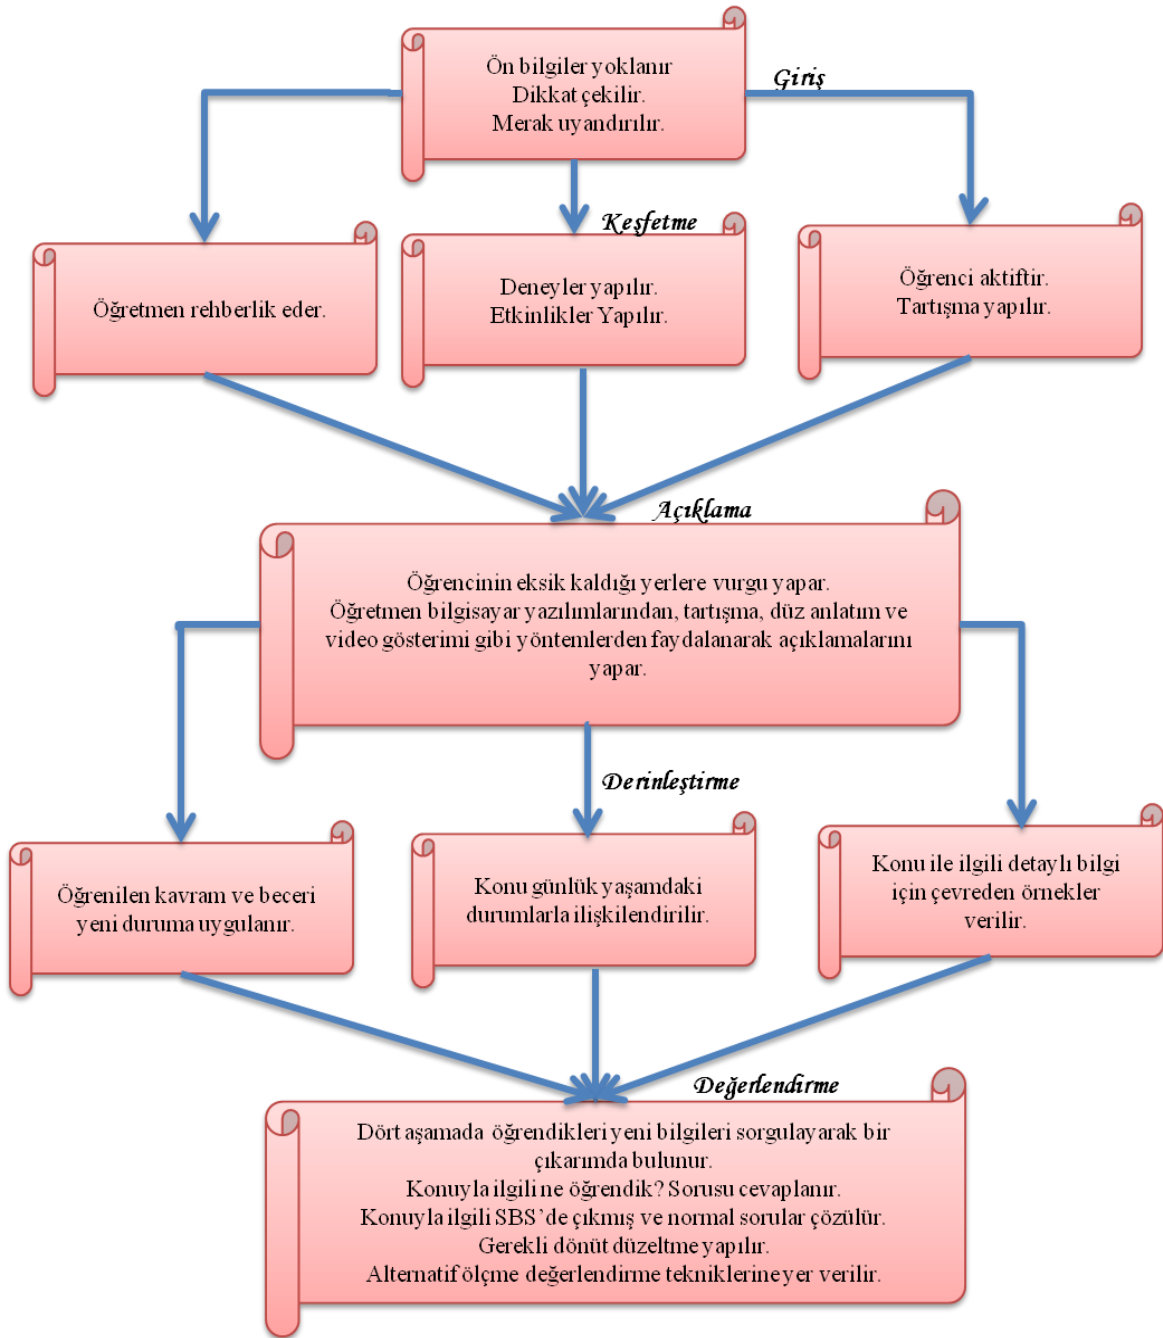 Ön bilgiler yoklanır
Dikkat çekilir.
Merak uyandırılır.
Giriş
Keşfetme
Öğretmen rehberlik eder.
Deneyler yapılır.
Etkinlikler Yapılır.
Öğrenci aktiftir.
Tartışma yapılır.
Açıklama
Öğrencinin eksik kaldığı yerlere vurgu yapar.
Öğretmen bilgisayar yazılımlarından, tartışma, düz anlatım ve
video gösterimi gibi yöntemlerden faydalanarak açıklamalarını
yapar.
Derinleştirme
Öğrenilen kavram ve beceri
yeni duruma uygulanır.
Konu günlük yaşamdaki
durumlarla ilişkilendirilir.
Konu ile ilgili detaylı bilgi
için çevreden örnekler
verilir.
Değerlendirme
Dört aşamada öğrendikleri yeni bilgileri sorgulayarak bir
çıkarımda bulunur.
Konuyla ilgili ne öğrendik? Sorusu cevaplanır.
Konuyla ilgili SBS'de çıkmış ve normal sorular çözülür.
Gerekli dönüt düzeltme yapılır.
Alternatif ölçme değerlendirme tekniklerine yer verilir.